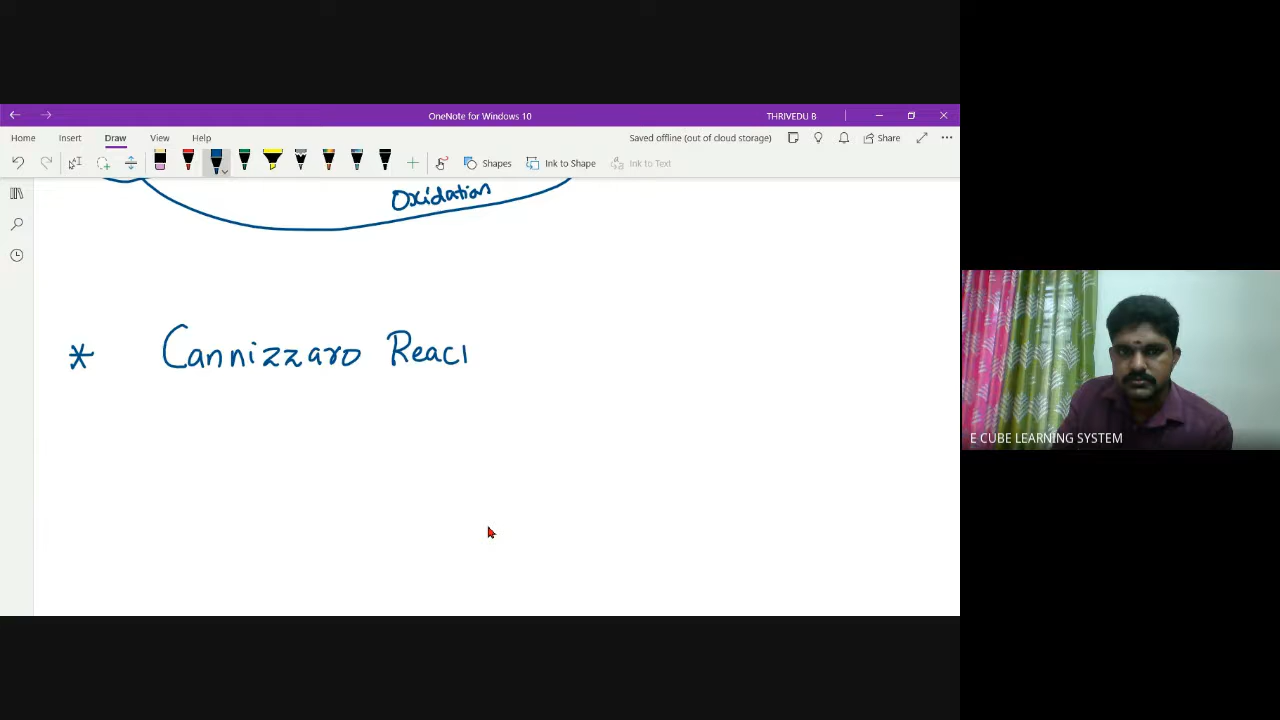 OneNote for Windows 10
THRIVEDU B
Home Insert Draw View Help
Saved offline (out of cloud storage)
Share
Shapes
Ink to Shape
Ink to Text
Oxidation
* Cannizzaro Reaci
E CUBE LEARNING SYSTEM